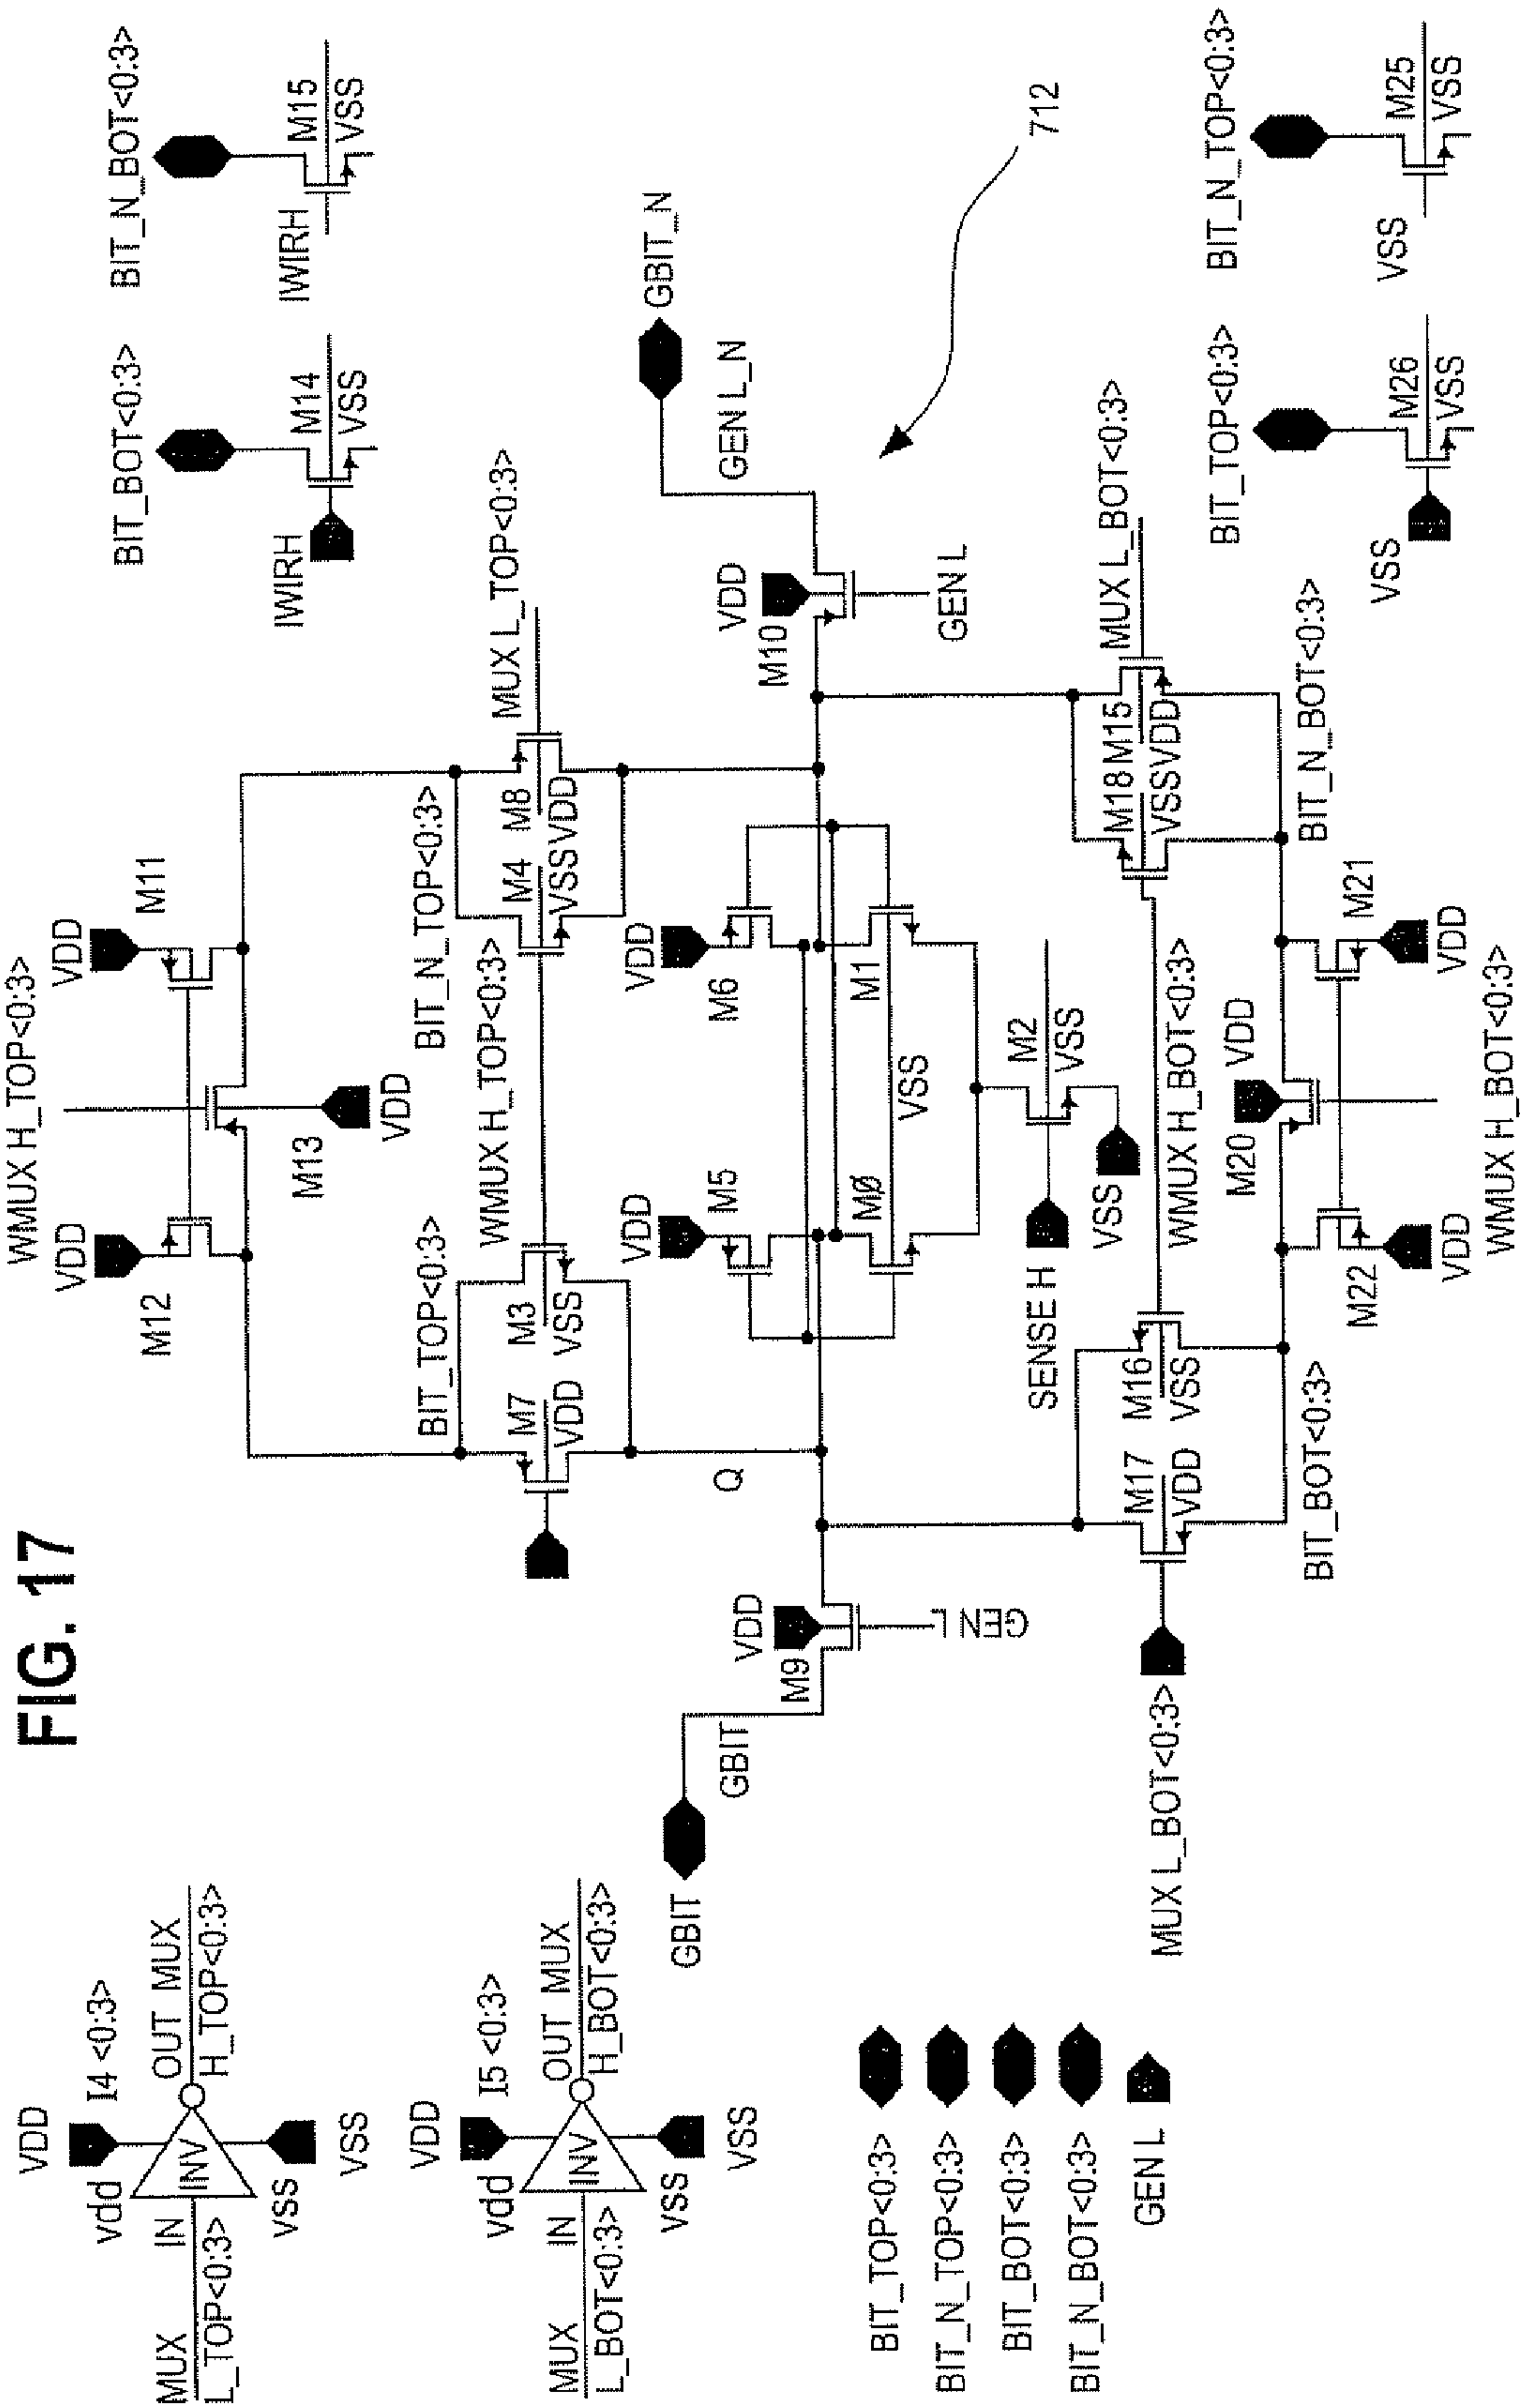 FIG. 17
VDD
I4 <0:3>
vdd
MUX
L_TOP<0:3>
IN
INV
OUT MUX
H_TOP<0:3>
vss
VSS
VDD
I5 <0:3>
vdd
MUX
L_BOT<0:3>
IN
INV
OUT MUX
H_BOT<0:3>
vss
VSS
BIT_TOP<0:3>
BIT_N_TOP<0:3>
BIT_BOT<0:3>
BIT_N_BOT<0:3>
GEN L
WMUX H_TOP<0:3>
VDD
VDD
M12
M11
M13
VDD
BIT_TOP<0:3>
BIT_N_TOP<0:3>
WMUX H_TOP<0:3>
MUX L_TOP<0:3>
M7
VDD
M3
VSS
M4
VSS
M8
VDD
Q
VDD
M5
VDD
M6
MØ
M1
VSS
M2
VSS
SENSE H
VSS
GBIT
GBIT
M9
VDD
GEN L
M10
VDD
GEN L
GEN L_N
GBIT_N
712
MUX L_BOT<0:3>
M17
VDD
M16
VSS
WMUX H_BOT<0:3>
M18
VSS
M15
VDD
MUX L_BOT<0:3>
BIT_BOT<0:3>
BIT_N_BOT<0:3>
M20
VDD
M22
VDD
M21
VDD
WMUX H_BOT<0:3>
BIT_BOT<0:3>
IWIRH
M14
VSS
BIT_N_BOT<0:3>
IWIRH
M15
VSS
BIT_TOP<0:3>
VSS
M26
VSS
BIT_N_TOP<0:3>
VSS
M25
VSS